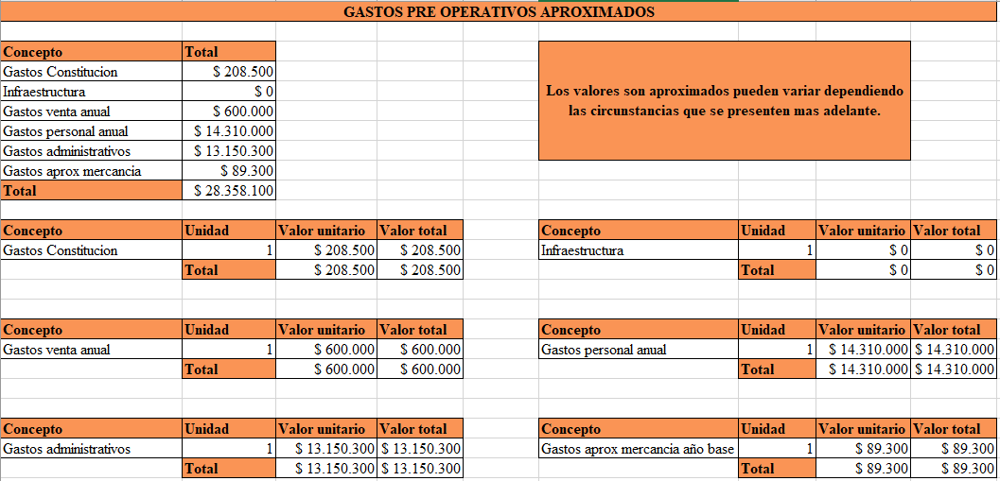 GASTOS PRE OPERATIVOS APROXIMADOS
Concepto Total
Gastos Constitucion $ 208.500
Infraestructura $ 0
Gastos venta anual $ 600.000
Gastos personal anual $ 14.310.000
Gastos administrativos $ 13.150.300
Gastos aprox mercancia $ 89.300
Total $ 28.358.100
Los valores son aproximados pueden variar dependiendo
las circunstancias que se presenten mas adelante.
Concepto Unidad Valor unitario Valor total
Gastos Constitucion 1 $ 208.500 $ 208.500
Total $ 208.500 $ 208.500
Concepto Unidad Valor unitario Valor total
Infraestructura 1 $ 0 $ 0
Total $ 0 $ 0
Concepto Unidad Valor unitario Valor total
Gastos venta anual 1 $ 600.000 $ 600.000
Total $ 600.000 $ 600.000
Concepto Unidad Valor unitario Valor total
Gastos personal anual 1 $ 14.310.000 $ 14.310.000
Total $ 14.310.000 $ 14.310.000
Concepto Unidad Valor unitario Valor total
Gastos administrativos 1 $ 13.150.300 $ 13.150.300
Total $ 13.150.300 $ 13.150.300
Concepto Unidad Valor unitario Valor total
Gastos aprox mercancia año base 1 $ 89.300 $ 89.300
Total $ 89.300 $ 89.300